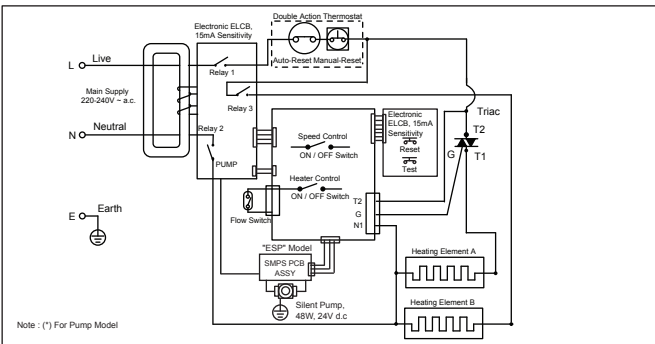 Double Action Thermostat
Electronic ELCB,
15mA Sensitivity
Live
L
Relay 1
Auto-Reset Manual-Reset
Main Supply
220-240V ~ a.c.
Relay 3
Triac
Electronic
ELCB, 15mA
Sensitivity
Reset
Test
Neutral
N
Relay 2
PUMP
Speed Control
ON / OFF Switch
T2
G
T1
Heater Control
ON / OFF Switch
Flow Switch
T2
G
N1
Earth
E
"ESP" Model
SMPS PCB
ASSY
Heating Element A
Silent Pump,
48W, 24V d.c
Heating Element B
Note : (*) For Pump Model